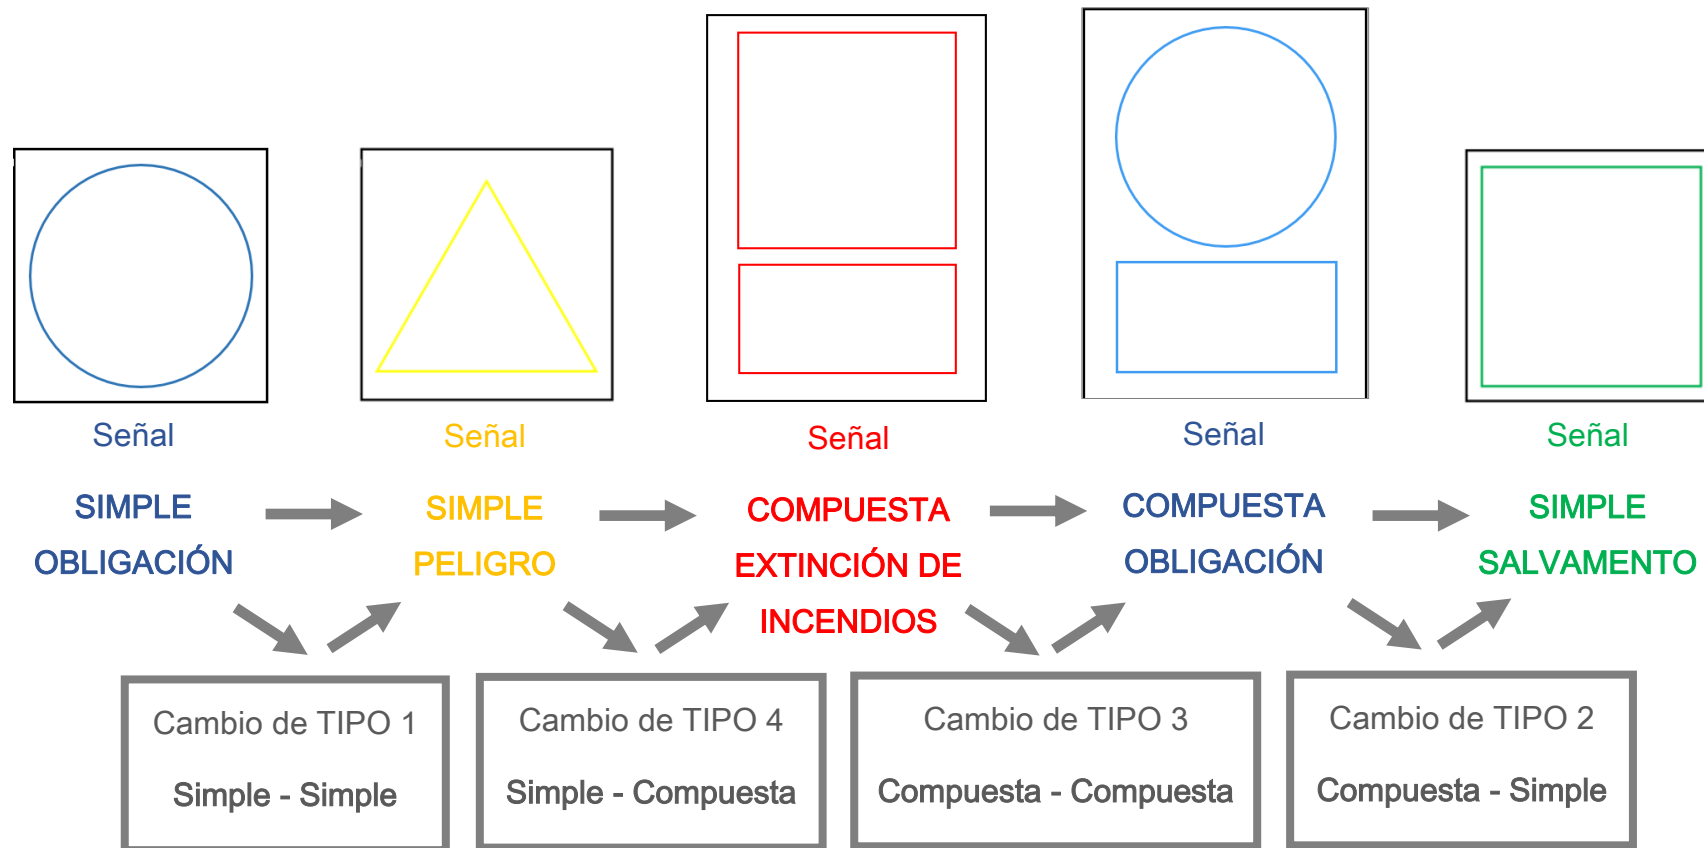 Señal
SIMPLE
OBLIGACIÓN
Señal
SIMPLE
PELIGRO
Señal
COMPUESTA
EXTINCIÓN DE
INCENDIOS
Señal
COMPUESTA
OBLIGACIÓN
Señal
SIMPLE
SALVAMENTO
Cambio de TIPO 1
Simple - Simple
Cambio de TIPO 4
Simple - Compuesta
Cambio de TIPO 3
Compuesta - Compuesta
Cambio de TIPO 2
Compuesta - Simple